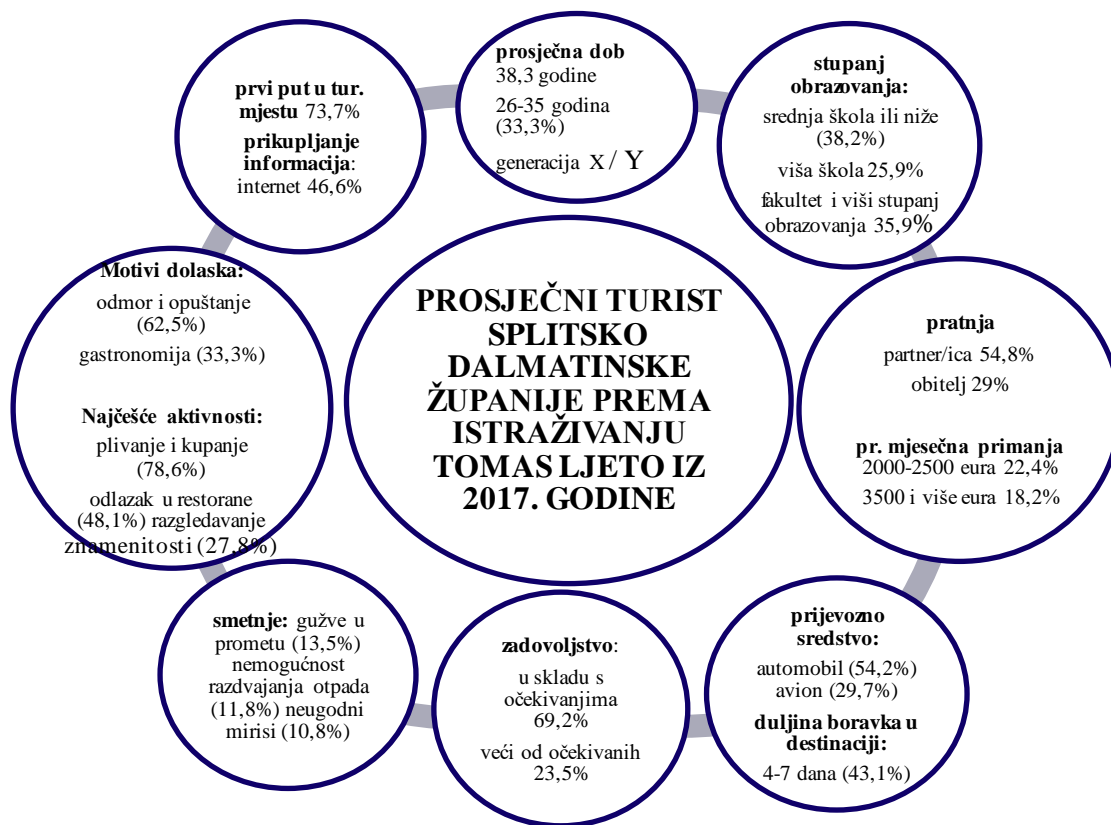 prosječna dob
38,3 godine
26-35 godina
(33,3%)
generacija X / Y
stupanj
obrazovanja:
srednja škola ili niže
(38,2%)
viša škola 25,9%
fakultet i viši stupanj
obrazovanja 35,9%
pratnja
partner/ica 54,8%
obitelj 29%
pr. mjesečna primanja
2000-2500 eura 22,4%
3500 i više eura 18,2%
prijevozno
sredstvo:
automobil (54,2%)
avion (29,7%)
duljina boravka u
destinaciji:
4-7 dana (43,1%)
zadovoljstvo:
u skladu s
očekivanjima
69,2%
veći od očekivanih
23,5%
smetnje: gužve u
prometu (13,5%)
nemogućnost
razdvajanja otpada
(11,8%) neugodni
mirisi (10,8%)
Motivi dolaska:
odmor i opuštanje
(62,5%)
gastronomija (33,3%)
Najčešće aktivnosti:
plivanje i kupanje
(78,6%)
odlazak u restorane
(48,1%) razgledavanje
znamenitosti (27,8%)
prvi put u tur.
mjestu 73,7%
prikupljanje
informacija:
internet 46,6%
PROSJEČNI TURIST
SPLITSKO
DALMATINSKE
ŽUPANIJE PREMA
ISTRAŽIVANJU
TOMAS LJETO IZ
2017. GODINE